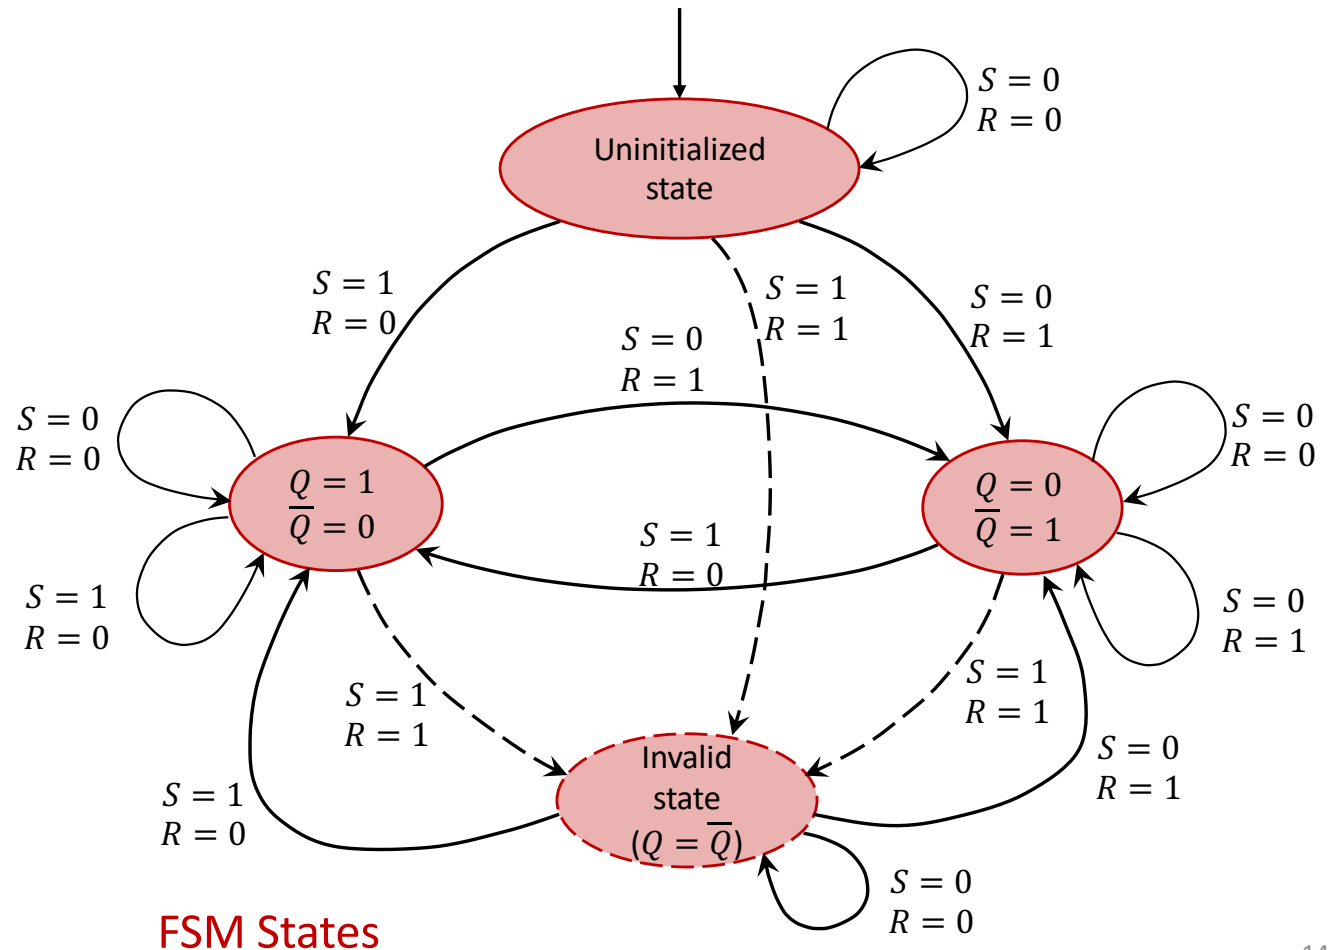 S = 0
R = 0
Uninitialized
state
S = 1
R = 0
S = 1
R = 1
S = 0
R = 1
S = 0
R = 1
S = 0
R = 0
S = 0
R = 0
Q = 1
Q̅ = 0
Q = 0
Q̅ = 1
S = 1
R = 0
S = 1
R = 0
S = 0
R = 1
S = 1
R = 1
S = 1
R = 1
Invalid
state
(Q = Q̅)
S = 1
R = 0
S = 0
R = 1
S = 0
R = 0
FSM States
14